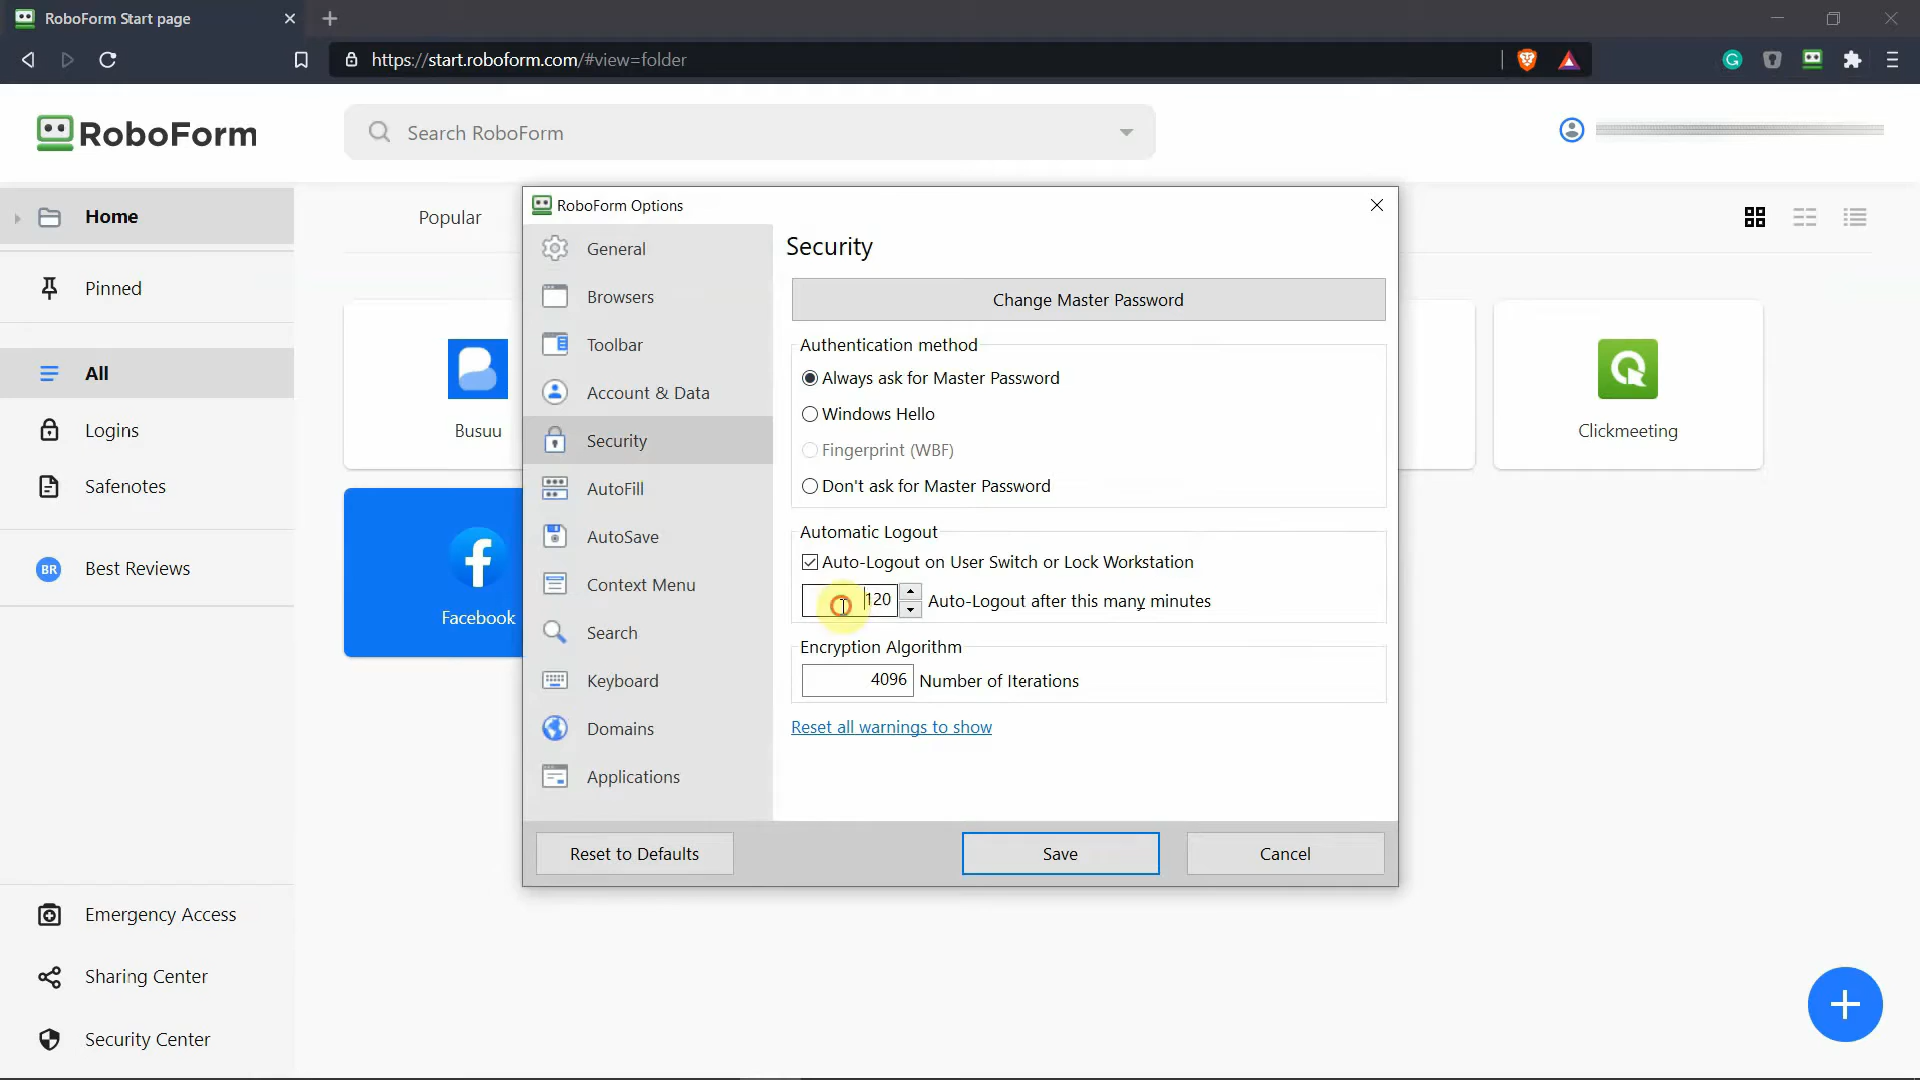 RoboForm Start page
https://start.roboform.com/#view=folder
RoboForm
Search RoboForm
Home
Pinned
All
Logins
Safenotes
BR Best Reviews
Emergency Access
Sharing Center
Security Center
Popular
Busuu
Facebook
Clickmeeting
RoboForm Options
General
Browsers
Toolbar
Account & Data
Security
AutoFill
AutoSave
Context Menu
Search
Keyboard
Domains
Applications
Security
Change Master Password
Authentication method
Always ask for Master Password
Windows Hello
Fingerprint (WBF)
Don't ask for Master Password
Automatic Logout
Auto-Logout on User Switch or Lock Workstation
120 Auto-Logout after this many minutes
Encryption Algorithm
4096 Number of Iterations
Reset all warnings to show
Reset to Defaults
Save
Cancel